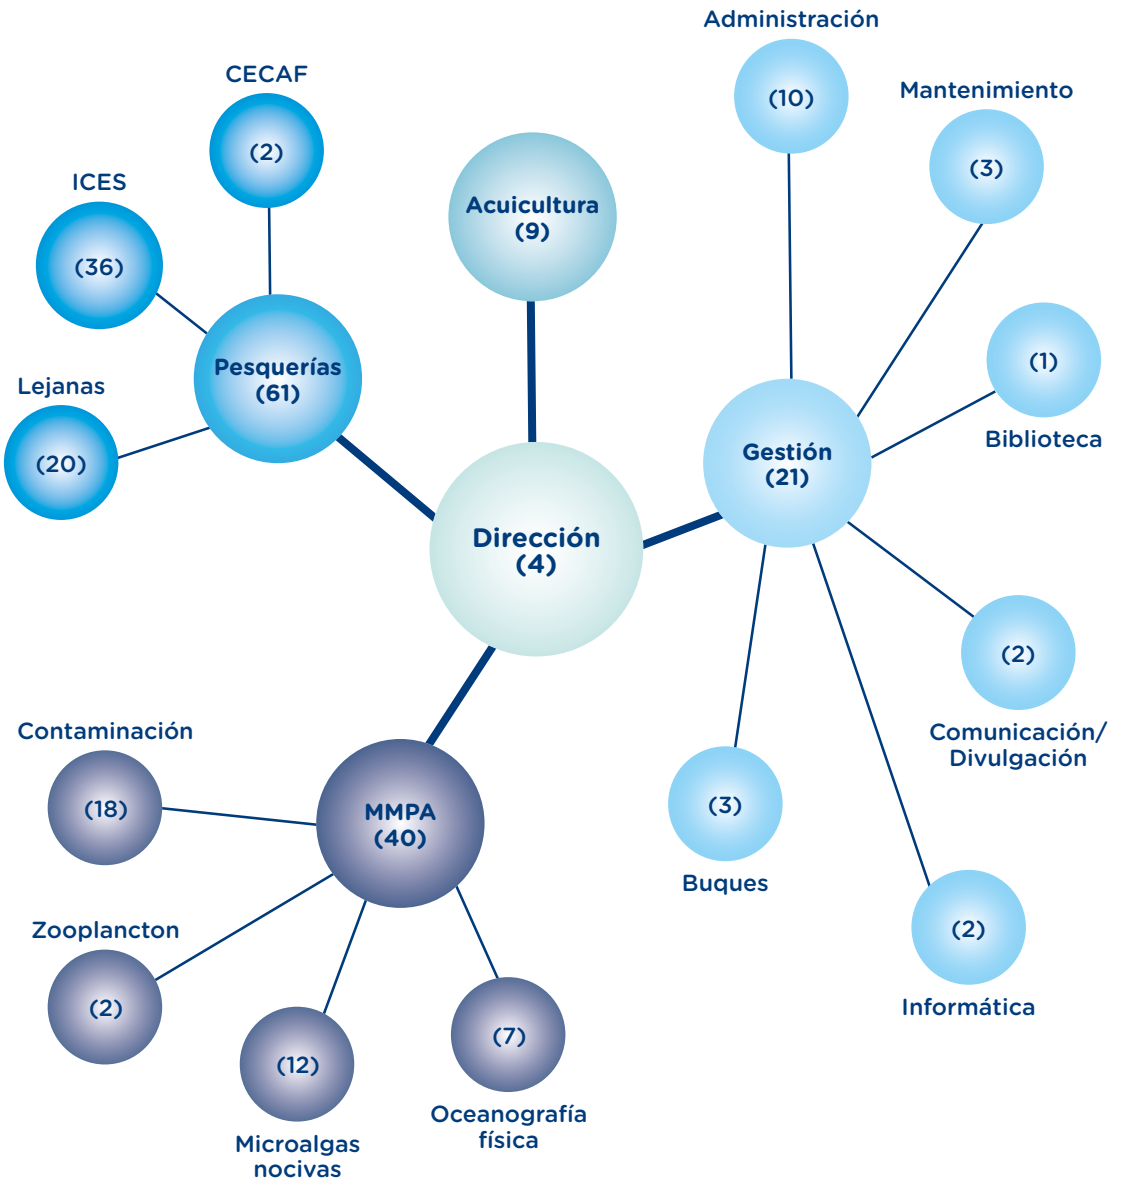 Administración
(10)
Mantenimiento
(3)
CECAF
(2)
ICES
(36)
Acuicultura
(9)
Pesquerías
(61)
Lejanas
(20)
(1)
Biblioteca
Gestión
(21)
Dirección
(4)
(2)
Comunicación/
Divulgación
Contaminación
(18)
MMPA
(40)
(3)
Buques
Zooplancton
(2)
(2)
Informática
(12)
Microalgas
nocivas
(7)
Oceanografía
física